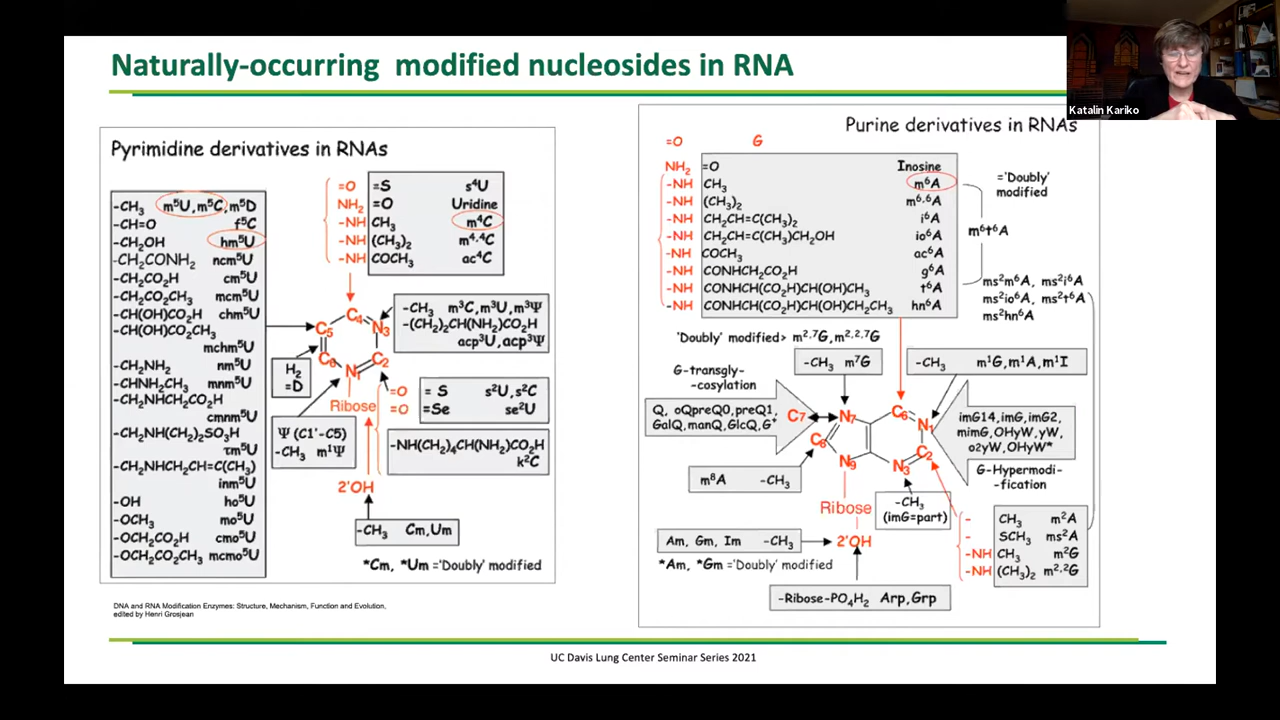 Naturally-occurring modified nucleosides in RNA
Katalin Kariko
Pyrimidine derivatives in RNAs
-CH₃ m⁵U,m⁵C,m⁵D
-CH=O f⁵C
-CH₂OH hm⁵U
-CH₂CONH₂ ncm⁵U
-CH₂CO₂H cm⁵U
-CH₂CO₂CH₃ mcm⁵U
-CH(OH)CO₂H chm⁵U
-CH(OH)CO₂CH₃
mchm⁵U
-CH₂NH₂ nm⁵U
-CHNH₂CH₃ mnm⁵U
-CH₂NHCH₂CO₂H
cmnm⁵U
-CH₂NH(CH₂)₂SO₃H
τm⁵U
-CH₂NHCH₂CH=C(CH₃)
inm⁵U
-OH ho⁵U
-OCH₃ mo⁵U
-OCH₂CO₂H cmo⁵U
-OCH₂CO₂CH₃ mcmo⁵U
=O =S s⁴U
NH₂ =O Uridine
-NH CH₃ m⁴C
-NH (CH₃)₂ m⁴·⁴C
-NH COCH₃ ac⁴C
C₄
C₅ N₃
C₆ C₂
N₁
-CH₃ m³C,m³U,m³Ψ
-(CH₂)₂CH(NH₂)CO₂H
acp³U,acp³Ψ
H₂
=D
Ribose
=O = S s²U,s²C
=O =Se se²U
Ψ (C1'-C5)
-CH₃ m¹Ψ
-NH(CH₂)₄CH(NH₂)CO₂H
k²C
2'OH
-CH₃ Cm,Um
*Cm, *Um ='Doubly' modified
DNA and RNA Modification Enzymes: Structure, Mechanism, Function and Evolution,
edited by Henri Grosjean
Purine derivatives in RNAs
=O G
NH₂ =O Inosine
-NH CH₃ m⁶A
-NH (CH₃)₂ m⁶·⁶A
-NH CH₂CH=C(CH₃)₂ i⁶A
-NH CH₂CH=C(CH₃)CH₂OH io⁶A
-NH COCH₃ ac⁶A
-NH CONHCH₂CO₂H g⁶A
-NH CONHCH(CO₂H)CH(OH)CH₃ t⁶A
-NH CONHCH(CO₂H)CH(OH)CH₂CH₃ hn⁶A
='Doubly'
modified
m⁶t⁶A
ms²m⁶A, ms²i⁶A
ms²io⁶A, ms²t⁶A
ms²hn⁶A
'Doubly' modified> m²·⁷G,m²·²·⁷G
-CH₃ m⁷G
-CH₃ m¹G,m¹A,m¹I
G-transgly-
-cosylation
Q, oQpreQ0,preQ1,
GalQ,manQ,GlcQ,G⁺
C₇
N₇ C₆
C₈ N₁
C₂
N₉ N₃
imG14,imG,imG2,
mimG,OHyW,yW,
o2yW,OHyW*
G-Hypermodi-
-fication
m⁸A -CH₃
Ribose
-CH₃
(imG=part)
- CH₃ m²A
- SCH₃ ms²A
-NH CH₃ m²G
-NH (CH₃)₂ m²·²G
Am, Gm, Im -CH₃
2'OH
*Am, *Gm ='Doubly' modified
-Ribose-PO₄H₂ Arp,Grp
UC Davis Lung Center Seminar Series 2021